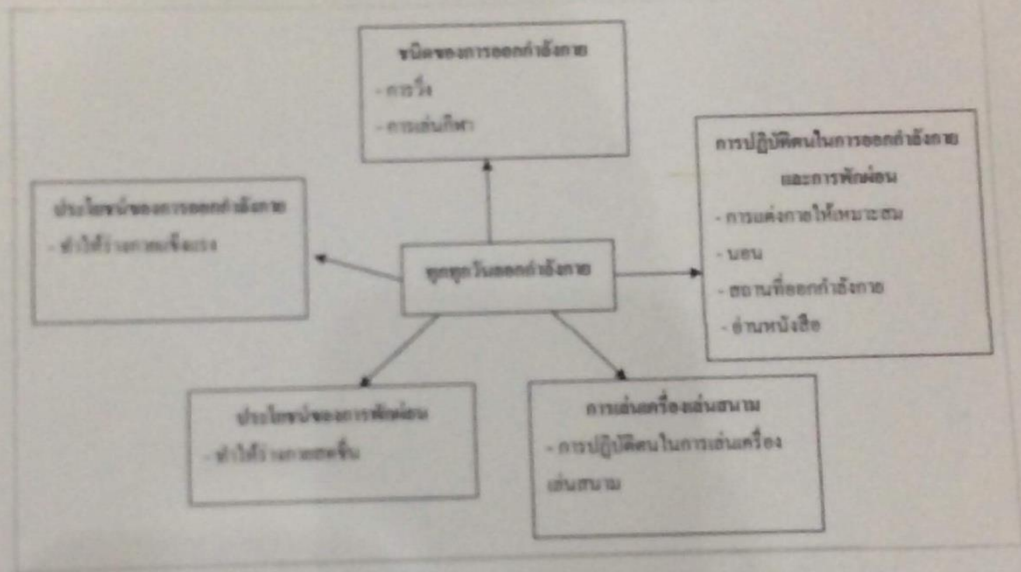 ชนิดของการออกกำลังกาย
- การวิ่ง
- การเล่นกีฬา
การปฏิบัติตนในการออกกำลังกาย
และการพักผ่อน
- การแต่งกายให้เหมาะสม
- นอน
- สถานที่ออกกำลังกาย
- อ่านหนังสือ
ประโยชน์ของการออกกำลังกาย
- ทำให้ร่างกายแข็งแรง
ทุกทุกวันออกกำลังกาย
ประโยชน์ของการพักผ่อน
- ทำให้ร่างกายสดชื่น
การเล่นเครื่องเล่นสนาม
- การปฏิบัติตนในการเล่นเครื่อง
เล่นสนาม